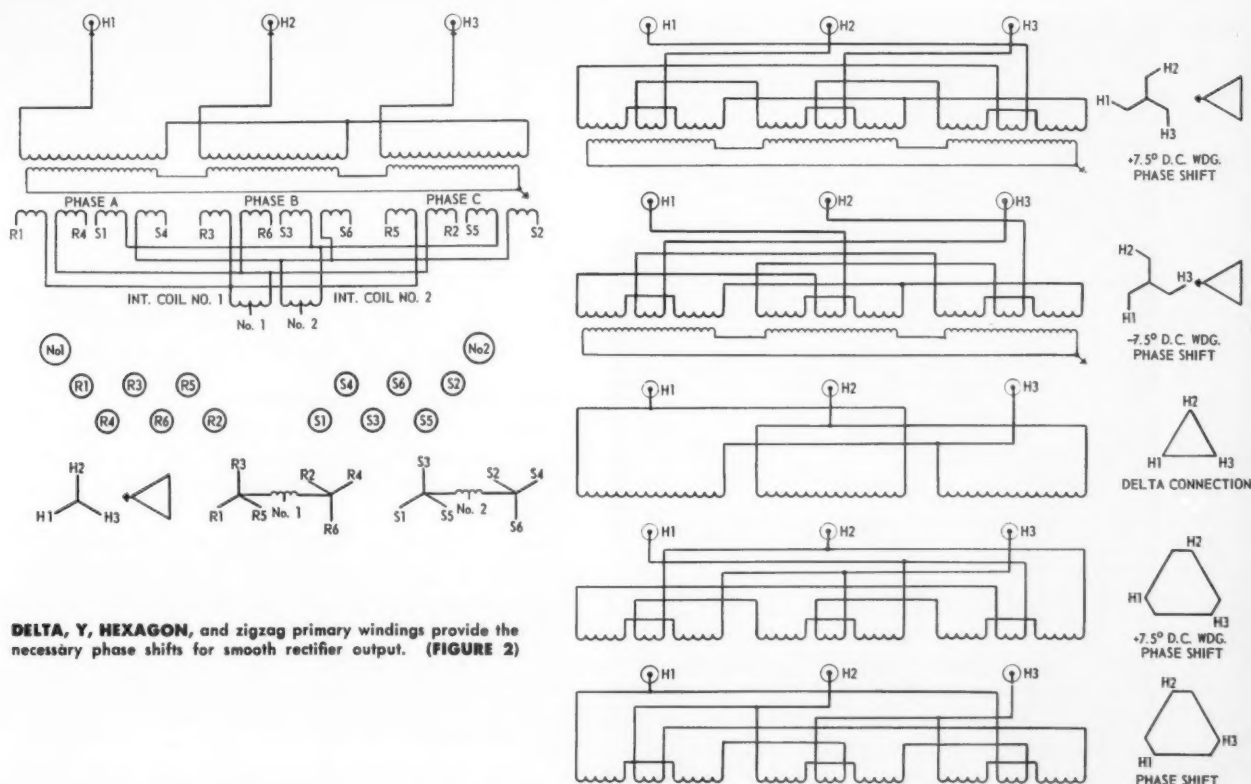 H1
H2
H3
PHASE A
PHASE B
PHASE C
R1
R4
S1
S4
R3
R6
S3
S6
R5
R2
S5
S2
INT. COIL NO. 1
INT. COIL NO. 2
No. 1
No. 2
No1
No2
R1
R3
R5
S4
S6
S2
R4
R6
R2
S1
S3
S5
H2
H1
H3
R3
R1
R5
No. 1
R2
R4
R6
S3
S1
S5
No. 2
S2
S4
S6
DELTA, Y, HEXAGON, and zigzag primary windings provide the
necessary phase shifts for smooth rectifier output. (FIGURE 2)
H1
H2
H3
H2
H1
H3
+7.5° D.C. WDG.
PHASE SHIFT
H1
H2
H3
H2
H3
H1
-7.5° D.C. WDG.
PHASE SHIFT
H1
H2
H3
H2
H1
H3
DELTA CONNECTION
H1
H2
H3
H2
H1
H3
+7.5° D.C. WDG.
PHASE SHIFT
H1
H2
H3
H2
H3
H1
PHASE SHIFT